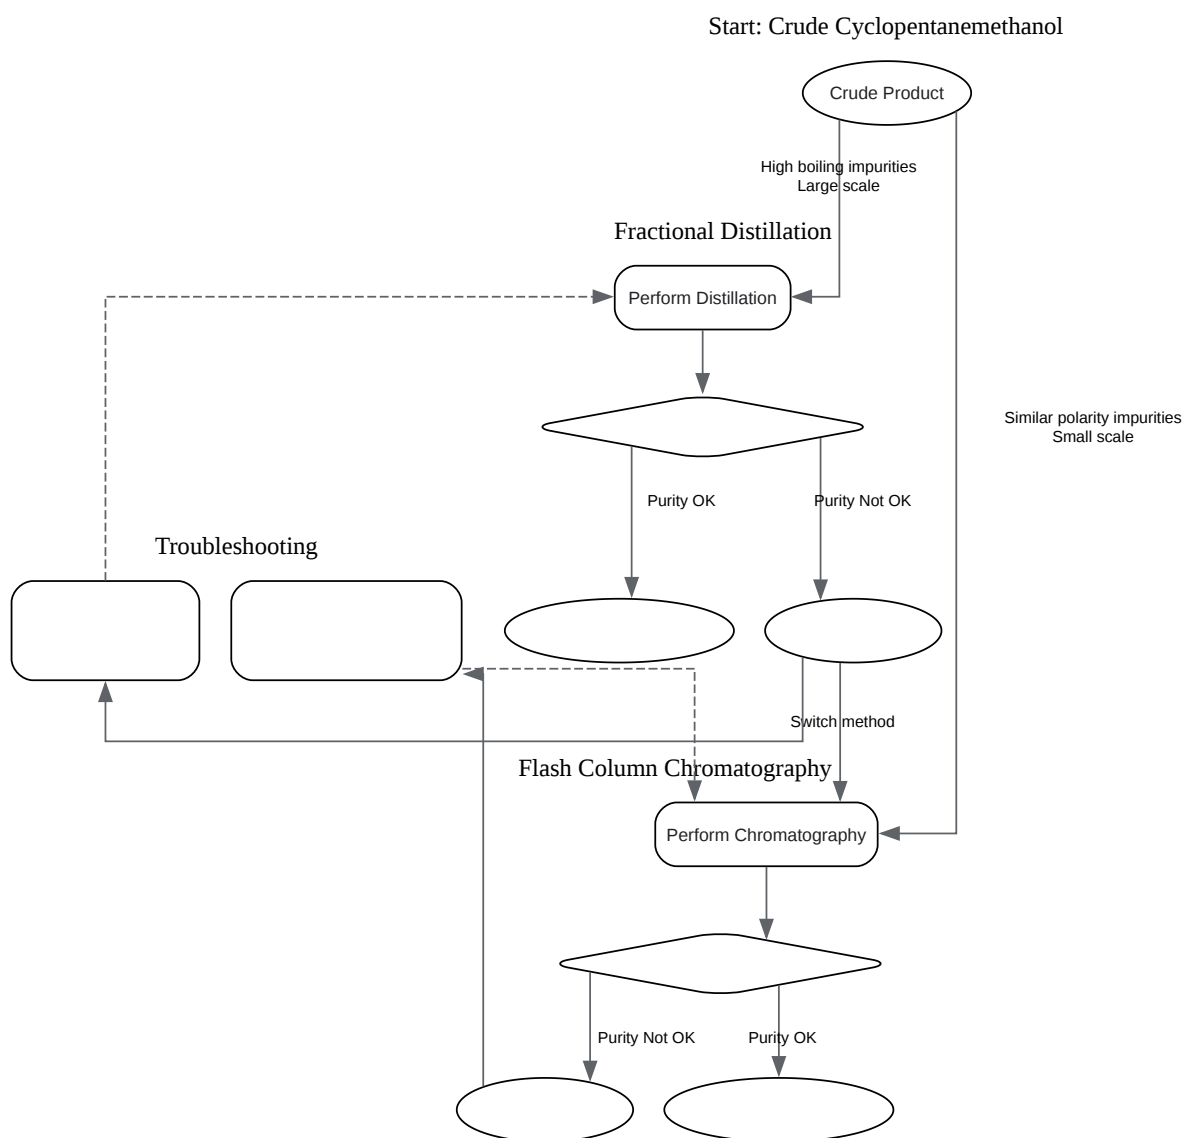 Start: Crude Cyclopentanemethanol
Crude Product
High boiling impurities
Large scale
Fractional Distillation
Perform Distillation
Similar polarity impurities
Small scale
Purity OK
Purity Not OK
Troubleshooting
Switch method
Flash Column Chromatography
Perform Chromatography
Purity Not OK
Purity OK